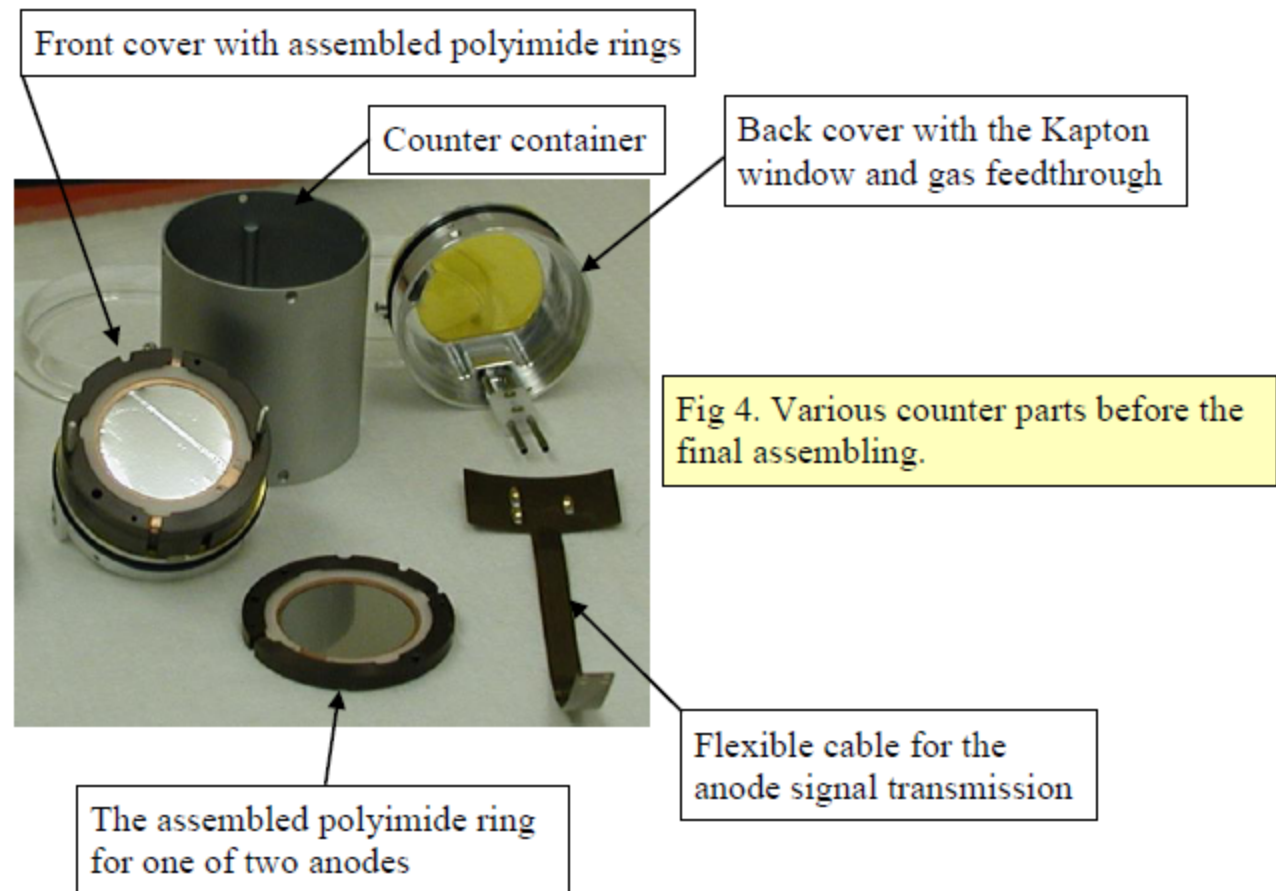 Front cover with assembled polyimide rings
Counter container
Back cover with the Kapton
window and gas feedthrough
Fig 4. Various counter parts before the
final assembling.
Flexible cable for the
anode signal transmission
The assembled polyimide ring
for one of two anodes